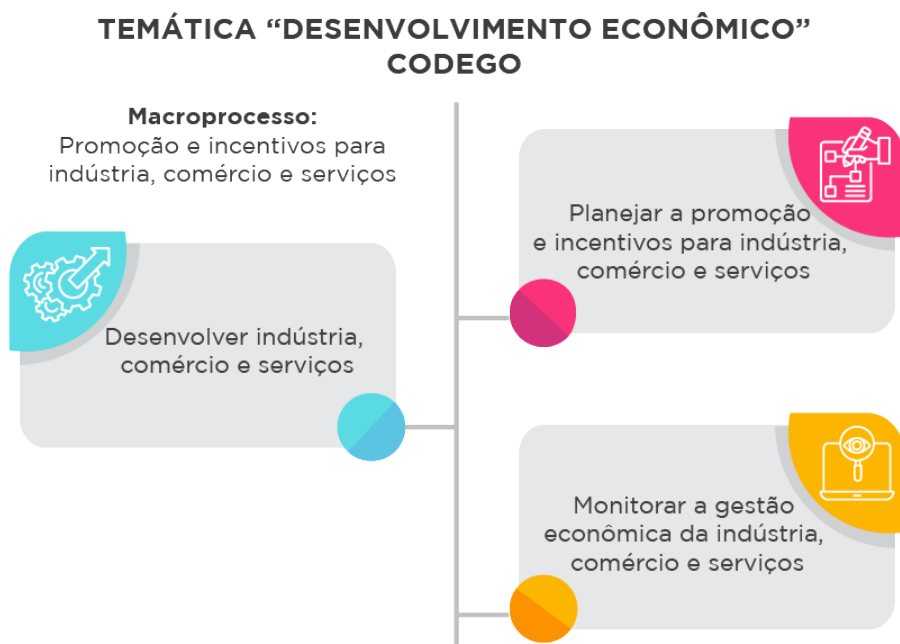 TEMÁTICA “DESENVOLVIMENTO ECONÔMICO”
CODEGO
Macroprocesso:
Promoção e incentivos para
indústria, comércio e serviços
Planejar a promoção
e incentivos para indústria,
comércio e serviços
Desenvolver indústria,
comércio e serviços
Monitorar a gestão
econômica da indústria,
comércio e serviços